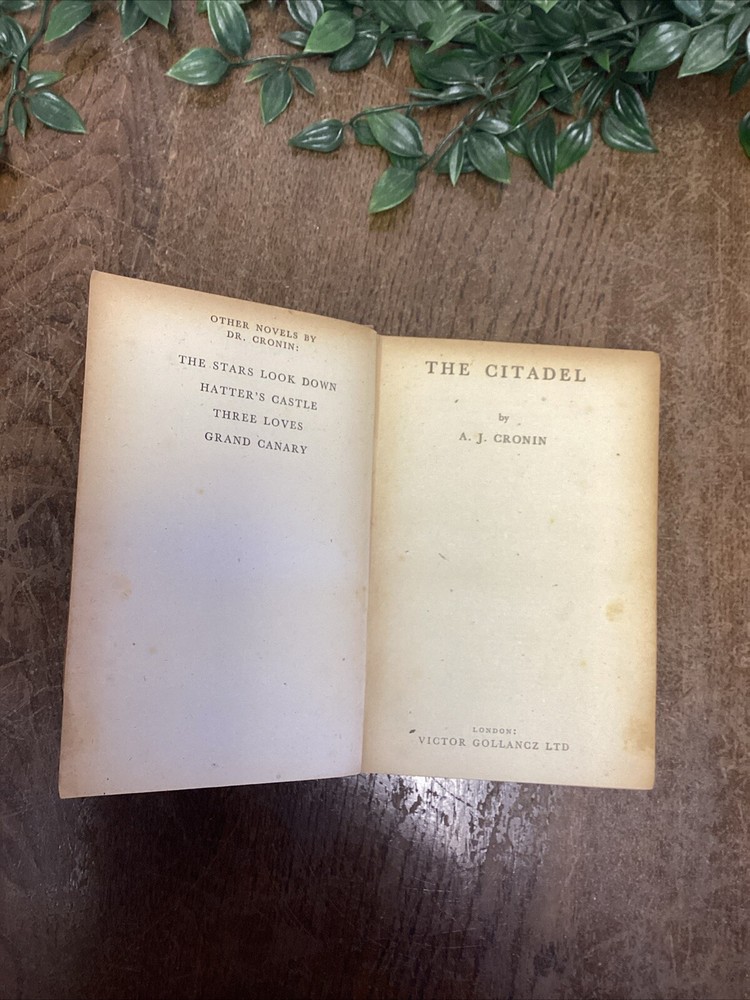 OTHER NOVELS BY
DR. CRONIN:
THE STARS LOOK DOWN
HATTER'S CASTLE
THREE LOVES
GRAND CANARY
THE CITADEL
by
A. J. CRONIN
LONDON:
VICTOR GOLLANCZ LTD